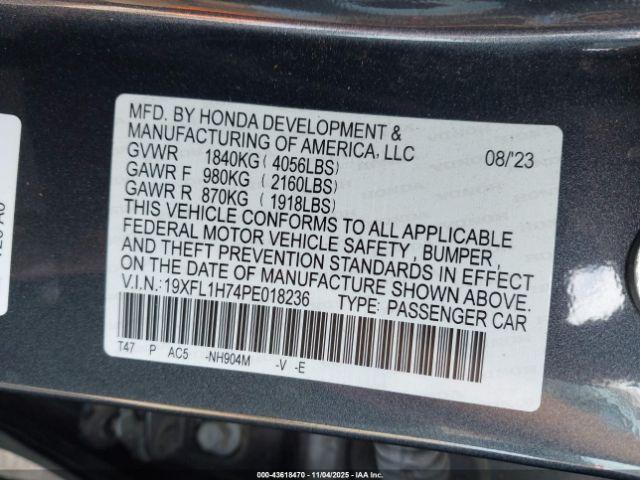 MFD. BY HONDA DEVELOPMENT &
MANUFACTURING OF AMERICA, LLC 08/'23
GVWR 1840KG (4056LBS)
GAWR F 980KG (2160LBS)
GAWR R 870KG (1918LBS)
THIS VEHICLE CONFORMS TO ALL APPLICABLE
FEDERAL MOTOR VEHICLE SAFETY, BUMPER,
AND THEFT PREVENTION STANDARDS IN EFFECT
ON THE DATE OF MANUFACTURE SHOWN ABOVE.
V.I.N.: 19XFL1H74PE018236 TYPE: PASSENGER CAR
T47 P AC5 -NH904M -V -E
00-43618470 - 11/04/2025 - IAA Inc.